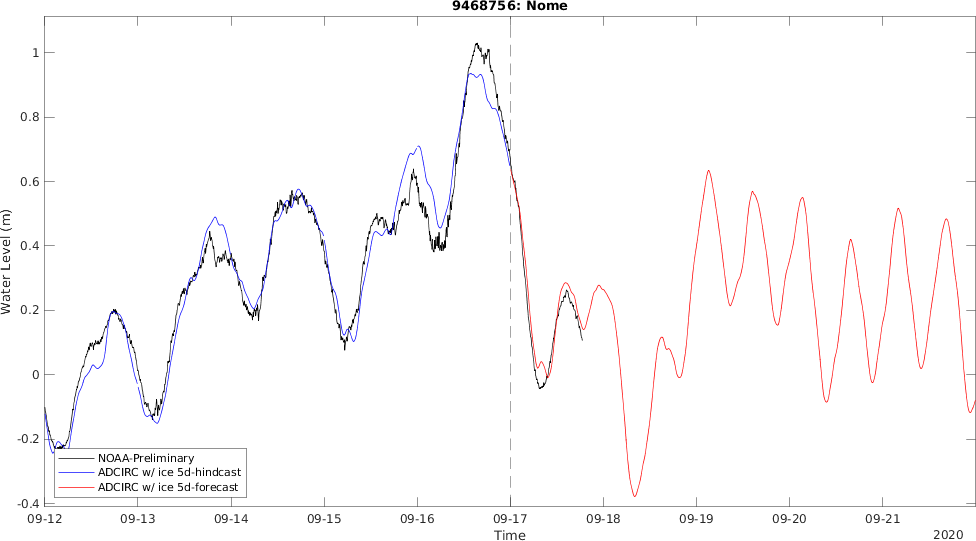 9468756: Nome
Water Level (m)
1
0.8
0.6
0.4
0.2
0
-0.2
-0.4
NOAA-Preliminary
ADCIRC w/ ice 5d-hindcast
ADCIRC w/ ice 5d-forecast
09-12 09-13 09-14 09-15 09-16 09-17 09-18 09-19 09-20 09-21
Time
2020